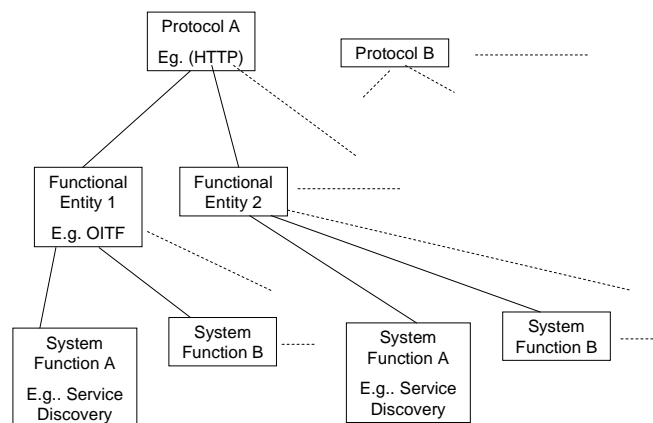 Protocol A
Eg. (HTTP)
Protocol B
Functional
Entity 1
E.g. OITF
Functional
Entity 2
System
Function A
E.g.. Service
Discovery
System
Function B
System
Function A
E.g.. Service
Discovery
System
Function B